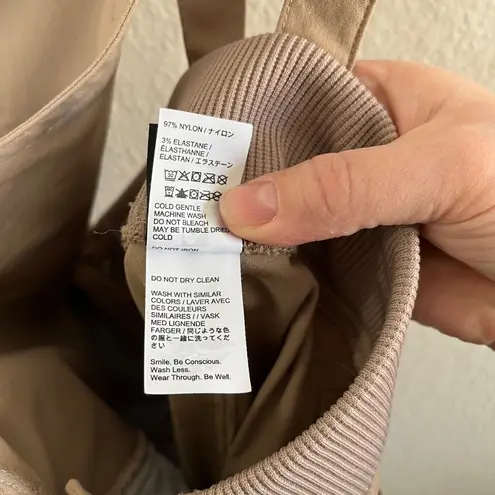 97% NYLON / ナイロン
3% ELASTANE /
ÉLASTHANNE /
ELASTAN / エラステーン
COLD GENTLE
MACHINE WASH
DO NOT BLEACH
MAY BE TUMBLE DRIED
COLD
DO NOT IRON
DO NOT DRY CLEAN
WASH WITH SIMILAR
COLORS / LAVER AVEC
DES COULEURS
SIMILAIRES / / VASK
MED LIGNENDE
FARGER / 同じような色
の服と一緒に洗ってください
Smile. Be Conscious.
Wash Less.
Wear Through. Be Well.